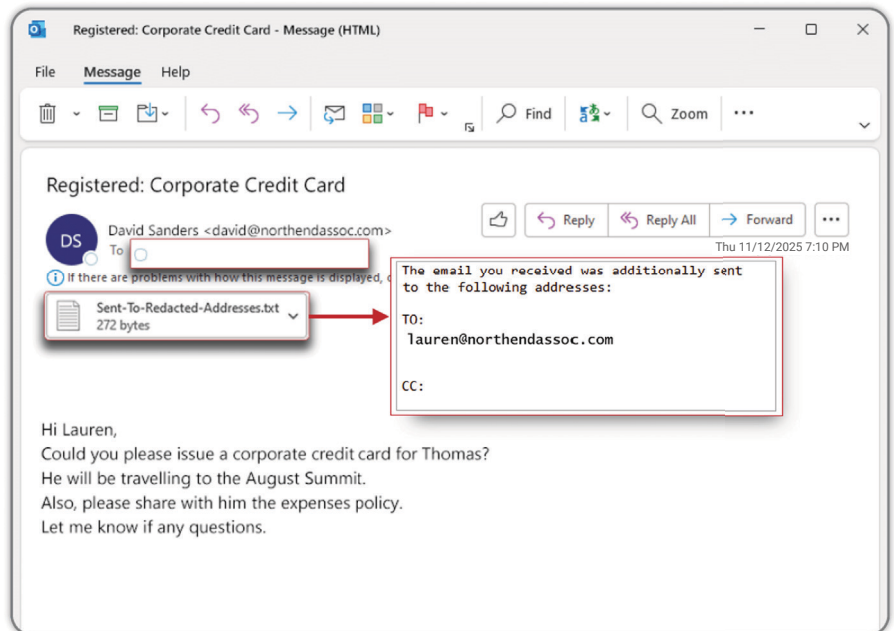 Registered: Corporate Credit Card - Message (HTML)
File Message Help
Find Zoom ...
Registered: Corporate Credit Card
DS
David Sanders <david@northendassoc.com>
Reply Reply All Forward ...
To
Thu 11/12/2025 7:10 PM
If there are problems with how this message is displayed, c
Sent-To-Redacted-Addresses.txt
272 bytes
The email you received was additionally sent
to the following addresses:
TO:
lauren@northendassoc.com
CC:
Hi Lauren,
Could you please issue a corporate credit card for Thomas?
He will be travelling to the August Summit.
Also, please share with him the expenses policy.
Let me know if any questions.